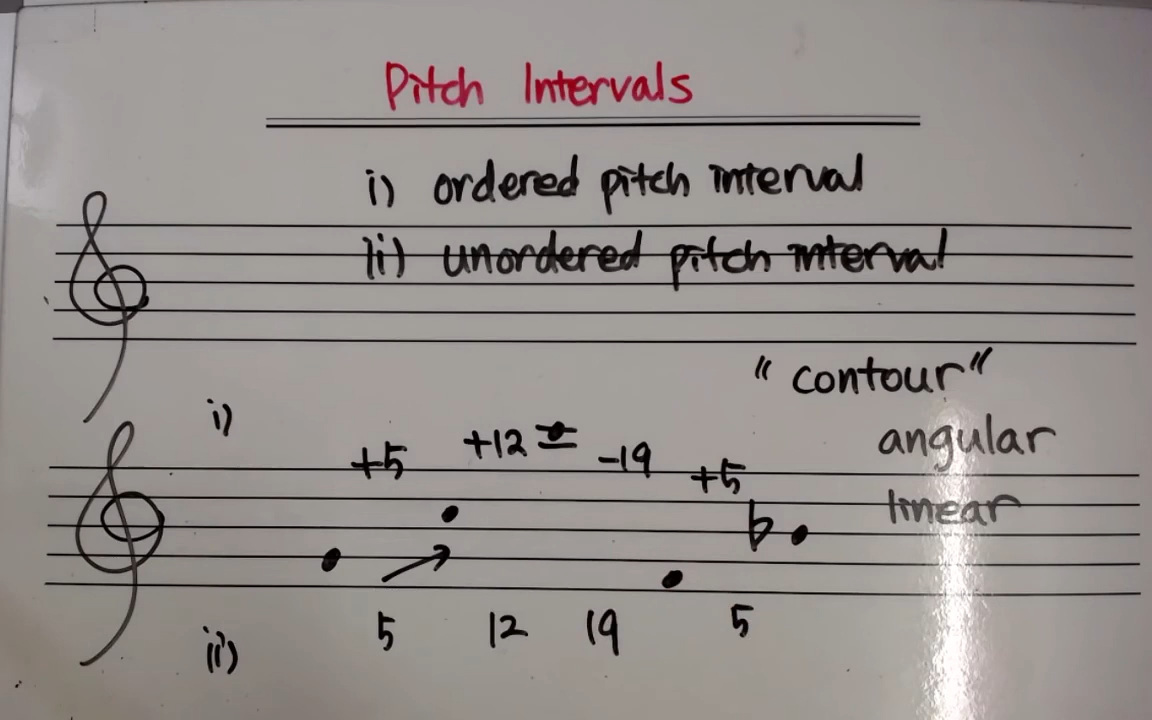 Pitch Intervals
i) ordered pitch interval
ii) unordered pitch interval
"contour"
angular
linear
i)
+5 +12 -19 +5
5 12 19 5
ii)